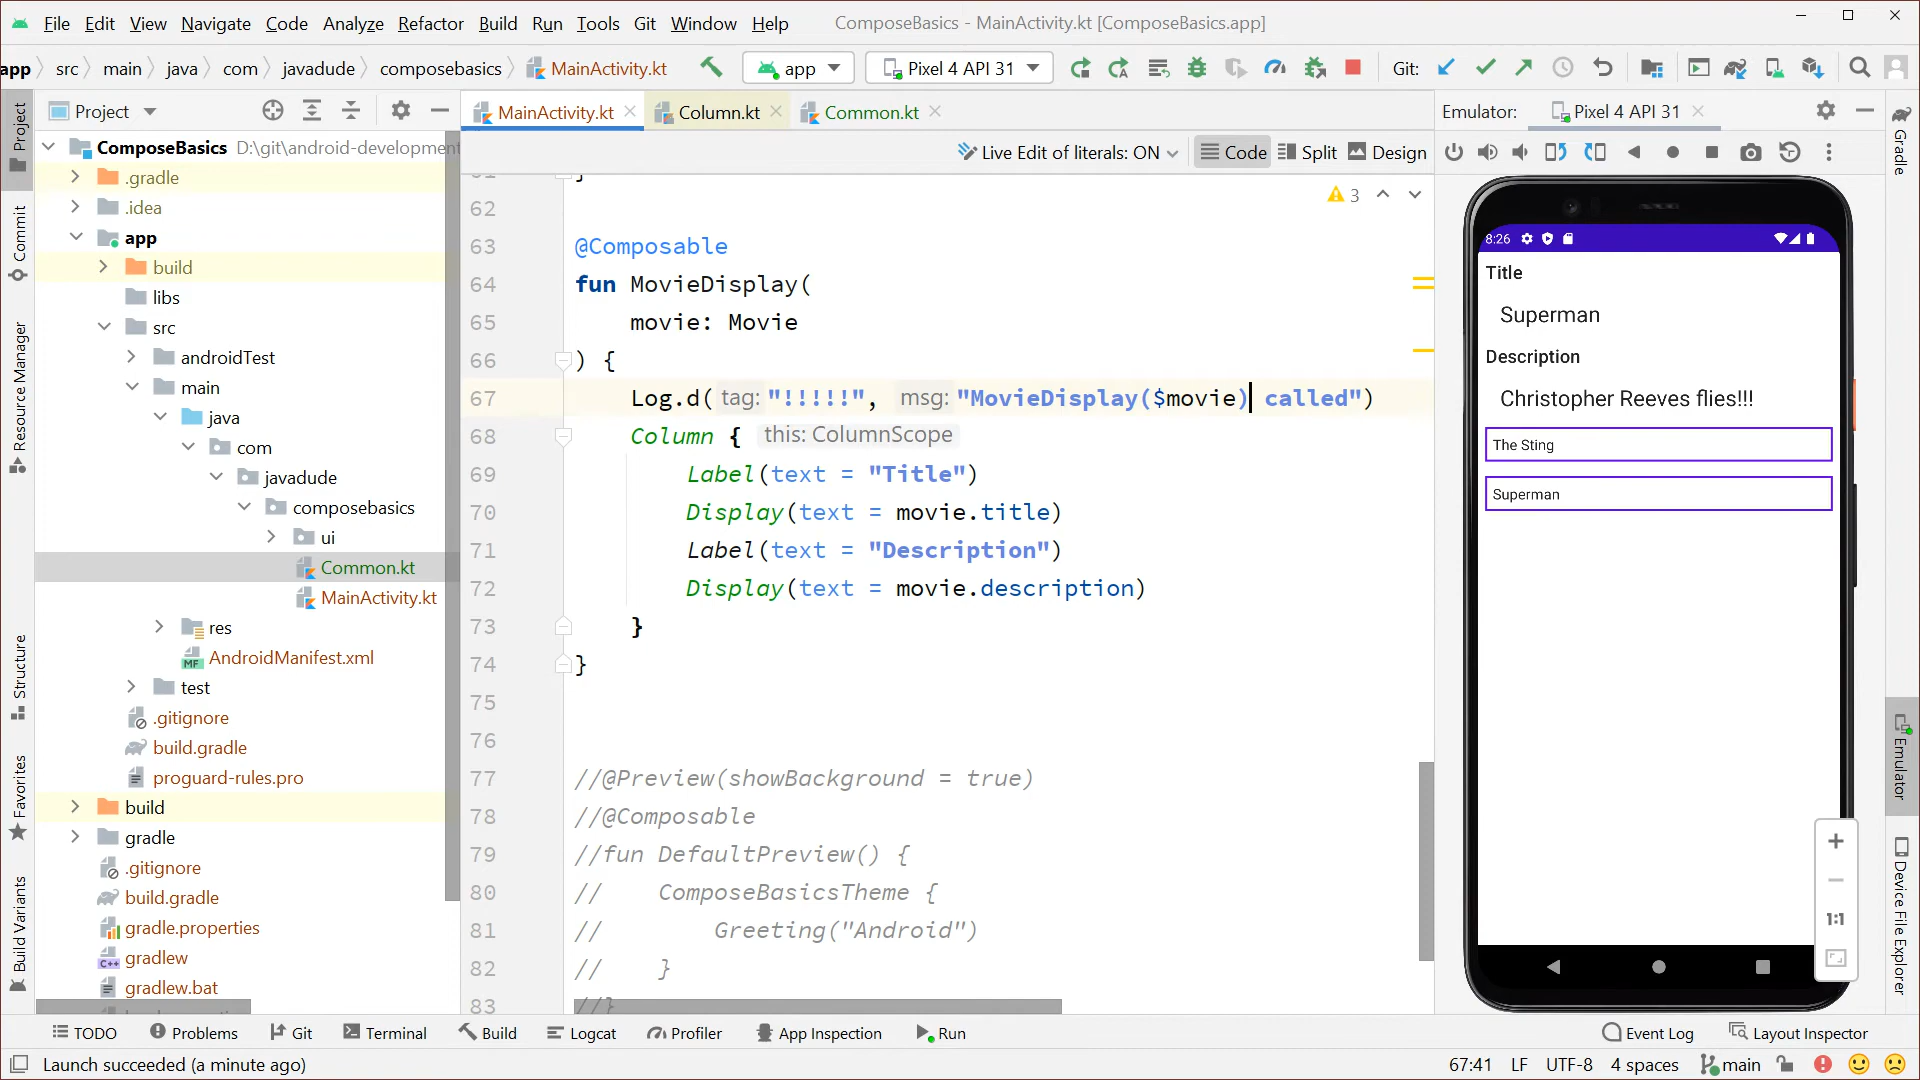 File Edit View Navigate Code Analyze Refactor Build Run Tools Git Window Help ComposeBasics - MainActivity.kt [ComposeBasics.app]
app src main java com javadude composebasics MainActivity.kt app Pixel 4 API 31 Git:
Project MainActivity.kt Column.kt Common.kt Emulator: Pixel 4 API 31
Live Edit of literals: ON Code Split Design
ComposeBasics D:\git\android-development
.gradle
.idea
app
build
libs
src
androidTest
main
java
com
javadude
composebasics
ui
Common.kt
MainActivity.kt
res
AndroidManifest.xml
test
.gitignore
build.gradle
proguard-rules.pro
build
gradle
.gitignore
build.gradle
gradle.properties
gradlew
gradlew.bat
3
62
63 @Composable
64 fun MovieDisplay(
65 movie: Movie
66 ) {
67 Log.d( tag: "!!!!!", msg: "MovieDisplay($movie) called")
68 Column { this: ColumnScope
69 Label(text = "Title")
70 Display(text = movie.title)
71 Label(text = "Description")
72 Display(text = movie.description)
73 }
74 }
75
76
77 //@Preview(showBackground = true)
78 //@Composable
79 //fun DefaultPreview() {
80 // ComposeBasicsTheme {
81 // Greeting("Android")
82 // }
83 //}
8:26
Title
Superman
Description
Christopher Reeves flies!!!
The Sting
Superman
1:1
Project
Commit
Resource Manager
Structure
Favorites
Build Variants
Gradle
Emulator
Device File Explorer
TODO Problems Git Terminal Build Logcat Profiler App Inspection Run Event Log Layout Inspector
Launch succeeded (a minute ago) 67:41 LF UTF-8 4 spaces main